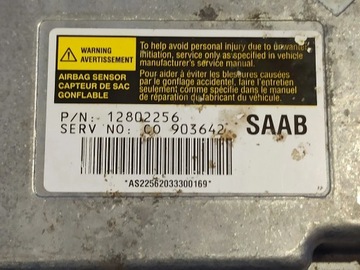 WARNING
AVERTISSEMENT
AIRBAG SENSOR
CAPTEUR DE SAC
GONFLABLE
To help avoid personal injury due to
initiation, service only as specified in vehicle
manufacturer's service manual.
Pour aider à éviter les blessures causées
par le gonflage accidentel, faire l'entretien
seulement comme spécifié dans le manuel
de réparation du fabricant du véhicule.
P/N: 12802256
SERV NO: CO 903642
SAAB
*AS22562033300169*